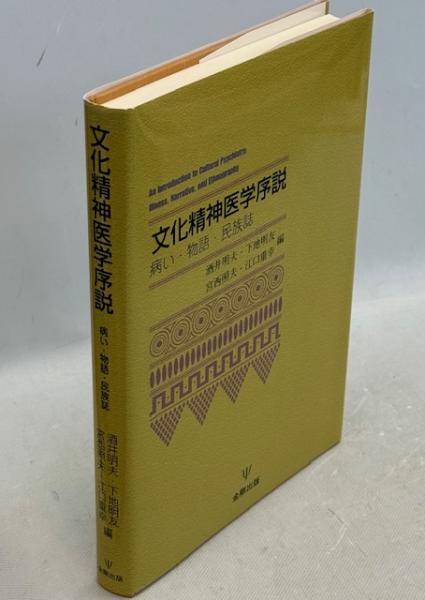 An Introduction to Cultural Psychiatry
Illness, Narrative, and Ethnography
文化精神医学序説
病い・物語・民族誌
酒井明夫・下地明友
宮西照夫・江口重幸 編
金剛出版
文化精神医学序説
病い・物語・民族誌
酒井明夫・下地明友
宮西照夫・江口重幸 編
金剛出版